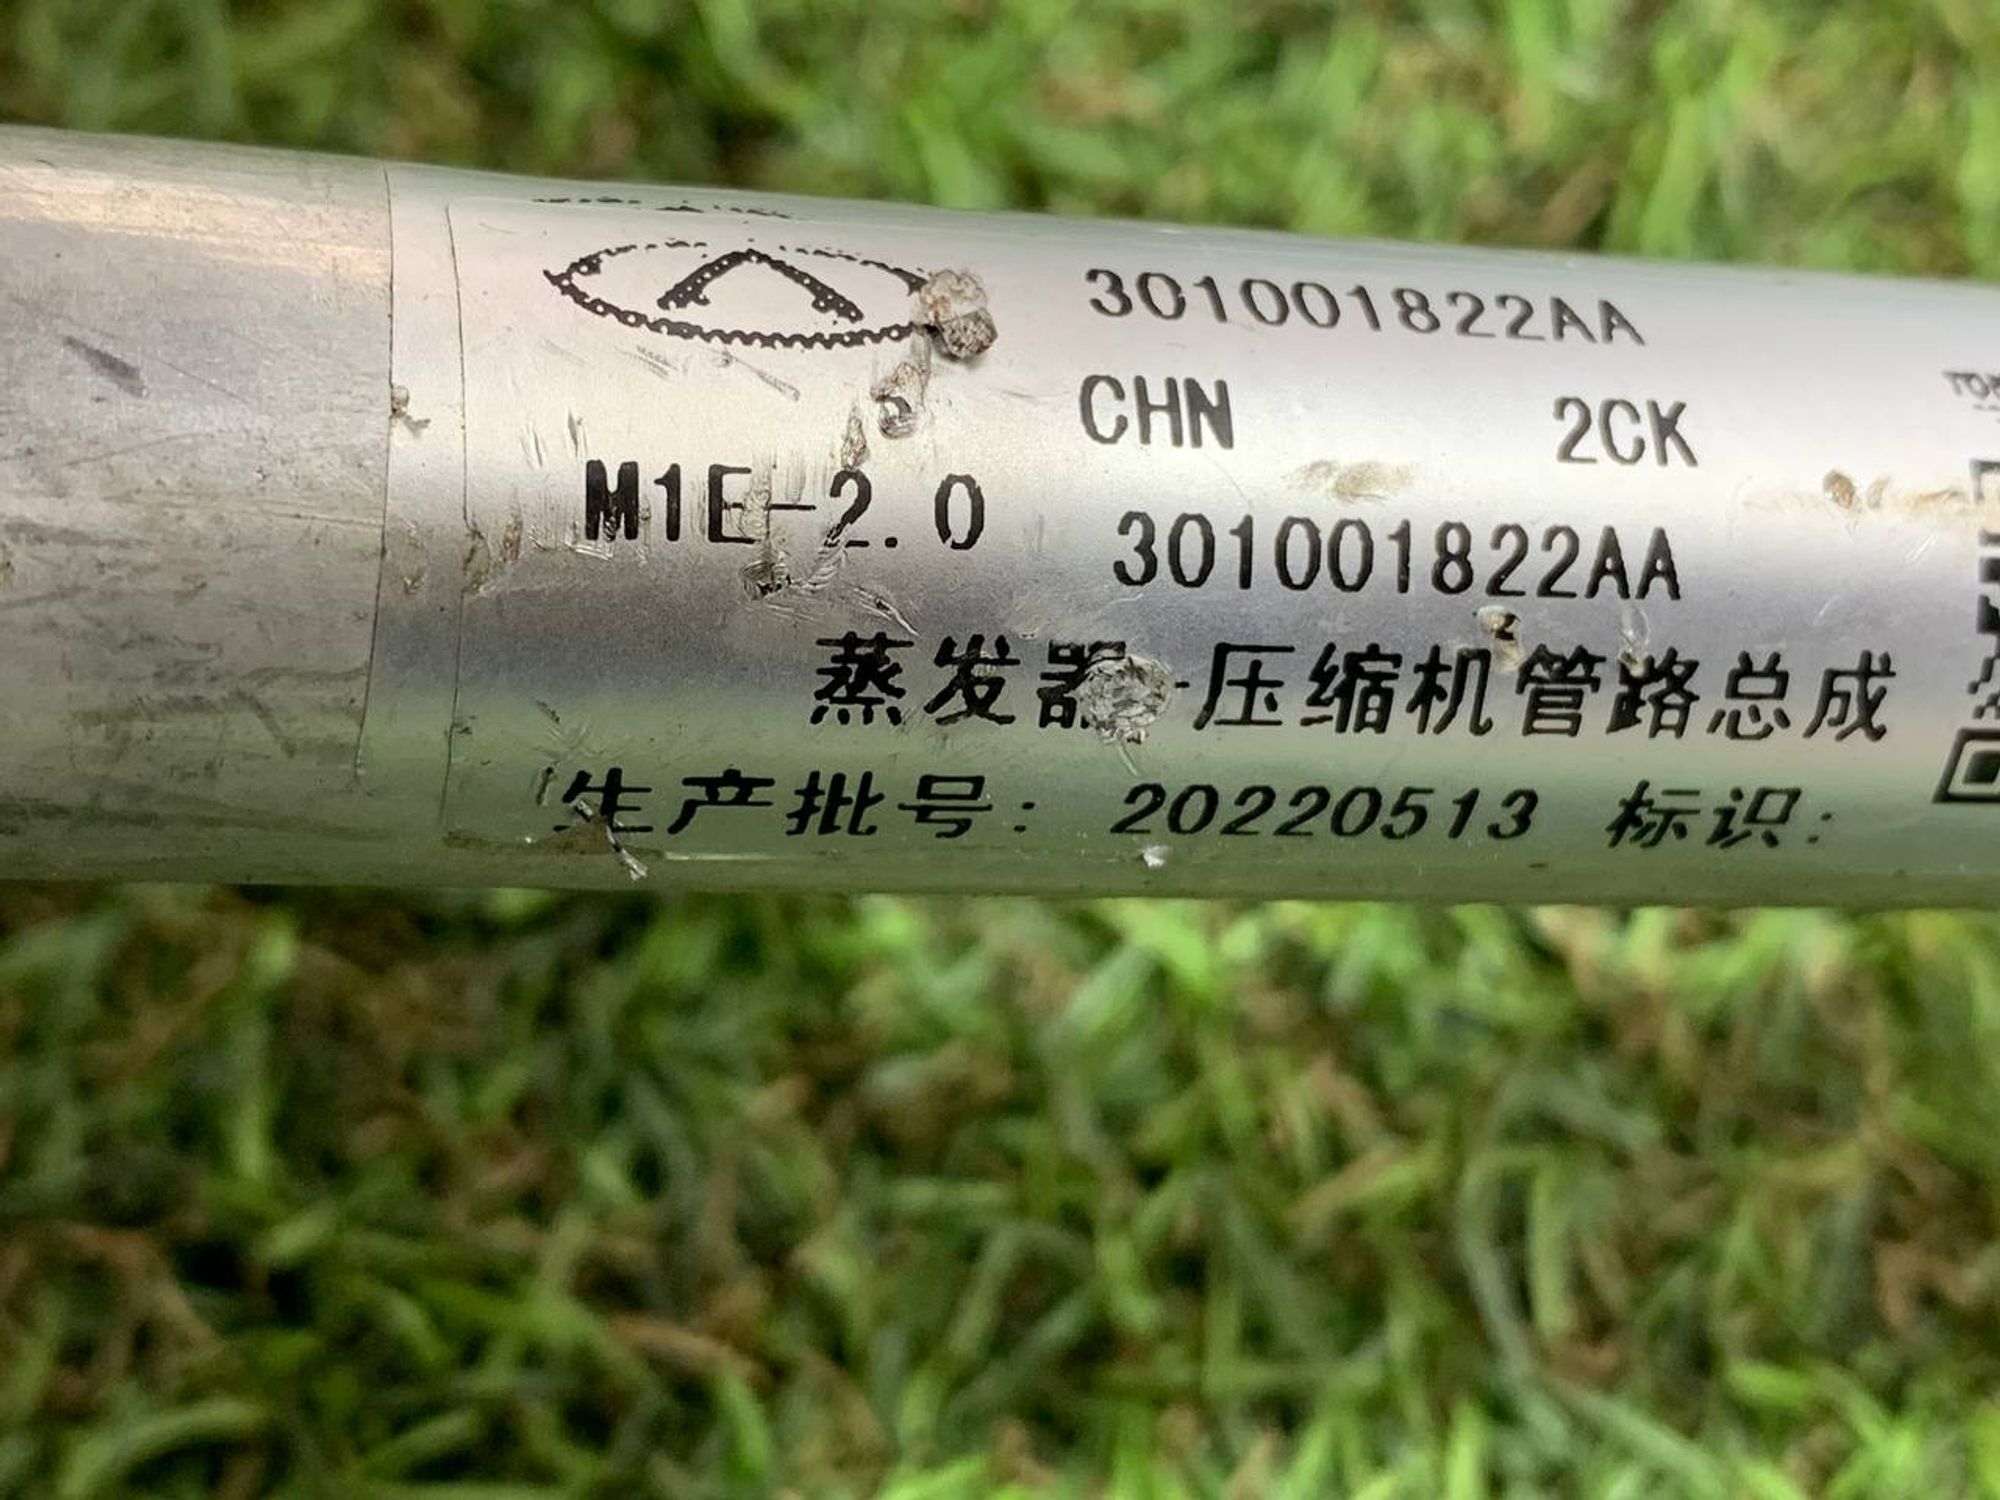 301001822AA
CHN 2CK
M1E-2.0
301001822AA
蒸发器-压缩机管路总成
生产批号: 20220513 标识: